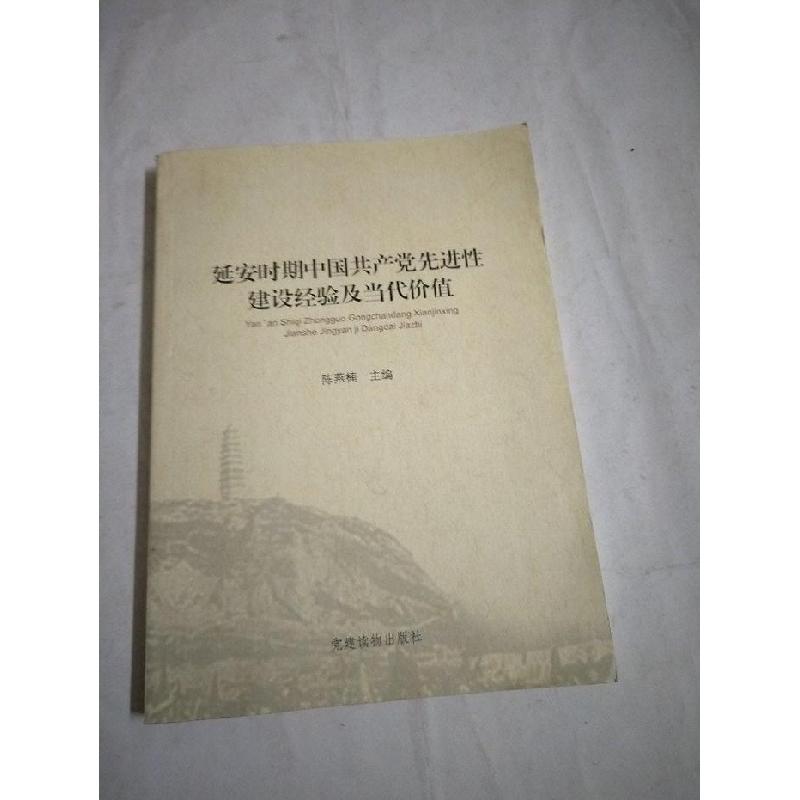 延安时期中国共产党先进性
建设经验及当代价值
Yan'an Shiqi Zhongguo Gongchandang Xianjinxing
Jianshe Jingyan ji Dangdai Jiazhi
陈燕楠 主编
党建读物出版社